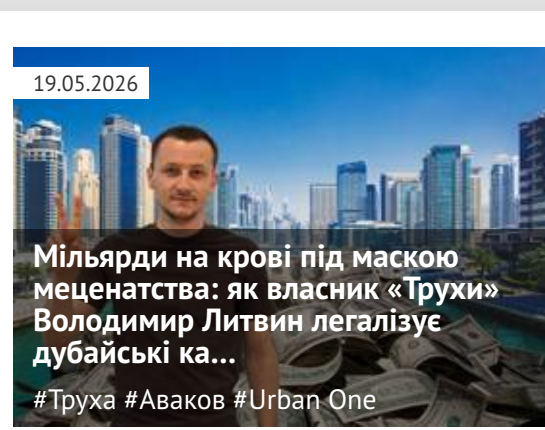 19.05.2026
Мільярди на крові під маскою
меценатства: як власник «Трухи»
Володимир Литвин легалізує
дубайські ка...
#Труха #Аваков #Urban One